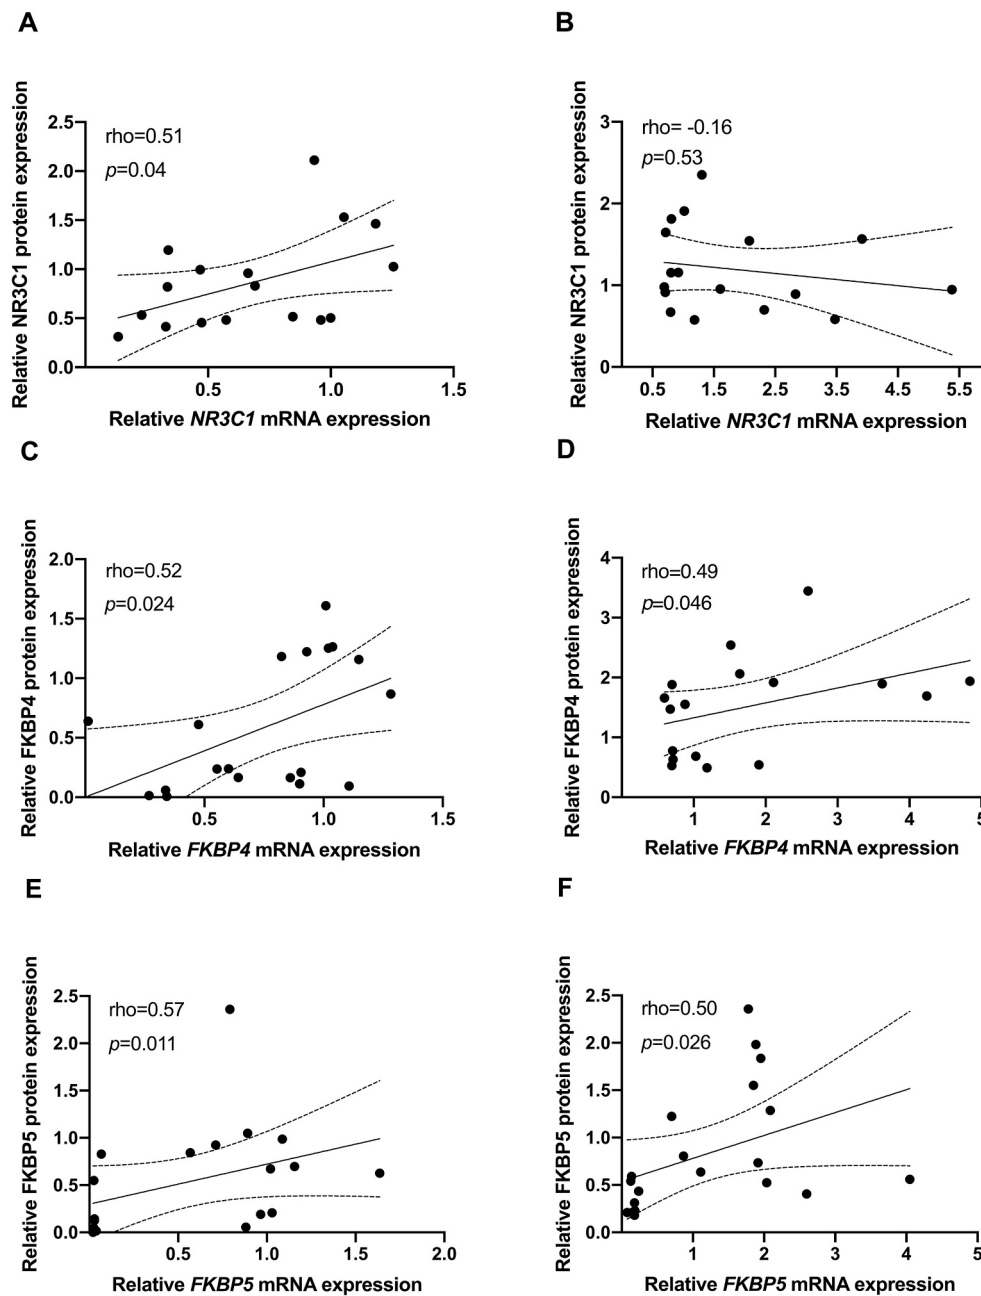 A
Relative NR3C1 protein expression
2.5
2.0
1.5
1.0
0.5
0.0
rho=0.51
p=0.04
0.5 1.0 1.5
Relative NR3C1 mRNA expression
B
Relative NR3C1 protein expression
3
2
1
0
rho= -0.16
p=0.53
0.5 1.5 2.5 3.5 4.5 5.5
Relative NR3C1 mRNA expression
C
Relative FKBP4 protein expression
2.0
1.5
1.0
0.5
0.0
rho=0.52
p=0.024
0.5 1.0 1.5
Relative FKBP4 mRNA expression
D
Relative FKBP4 protein expression
4
3
2
1
0
rho=0.49
p=0.046
1 2 3 4 5
Relative FKBP4 mRNA expression
E
Relative FKBP5 protein expression
2.5
2.0
1.5
1.0
0.5
0.0
rho=0.57
p=0.011
0.5 1.0 1.5 2.0
Relative FKBP5 mRNA expression
F
Relative FKBP5 protein expression
2.5
2.0
1.5
1.0
0.5
0.0
rho=0.50
p=0.026
1 2 3 4 5
Relative FKBP5 mRNA expression